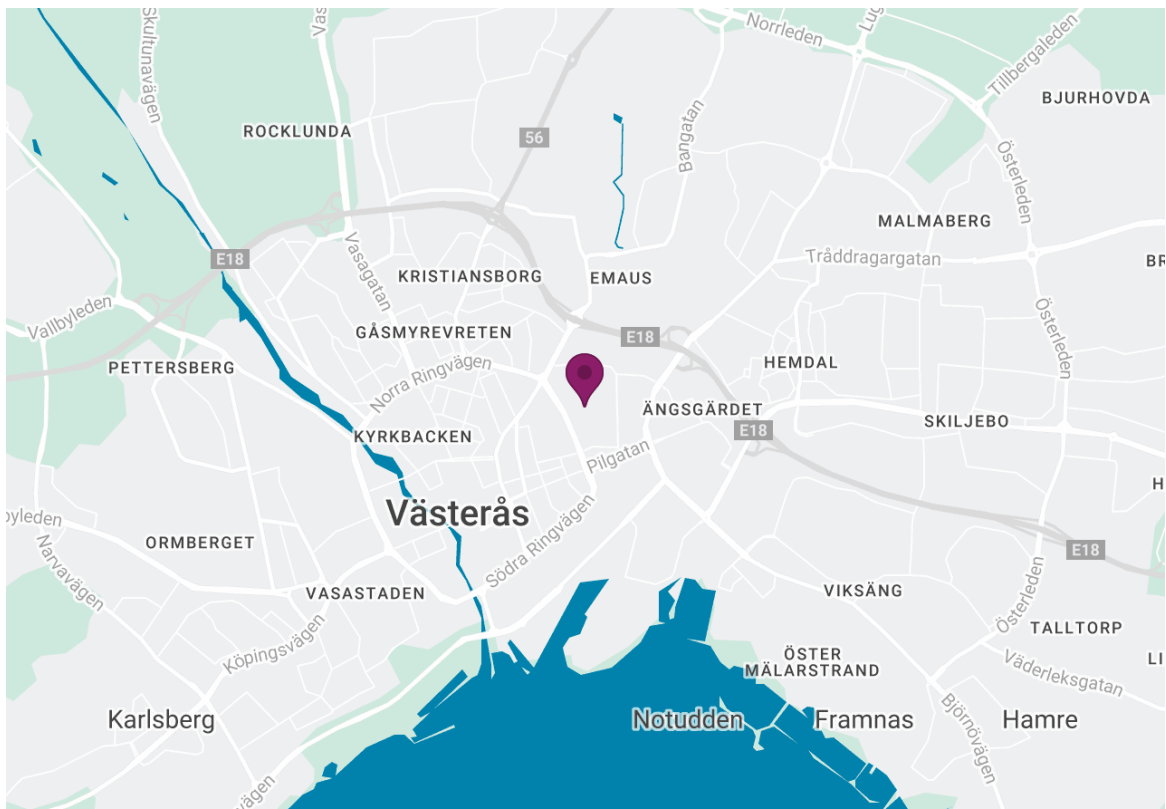 Skultunavägen
Norrleden
Tillbergaleden
BJURHOVDA
ROCKLUNDA
56
Bangatan
Österleden
MALMABERG
E18
Vasagatan
KRISTIANSBORG
EMAUS
Tråddragargatan
Vallbyleden
GÅSMYREVRETEN
E18
Österleden
PETTERSBERG
Norra Ringvägen
HEMDAL
ÄNGSGÄRDET
SKILJEBO
KYRKBACKEN
E18
Pilgatan
Västerås
byleden
ORMBERGET
Narvavägen
Södra Ringvägen
E18
VASASTADEN
VIKSÄNG
Österleden
TALLTORP
Köpingsvägen
ÖSTER
MÄLARSTRAND
Väderleksgatan
Karlsberg
Notudden
Framnas
Hamre
Björnövägen